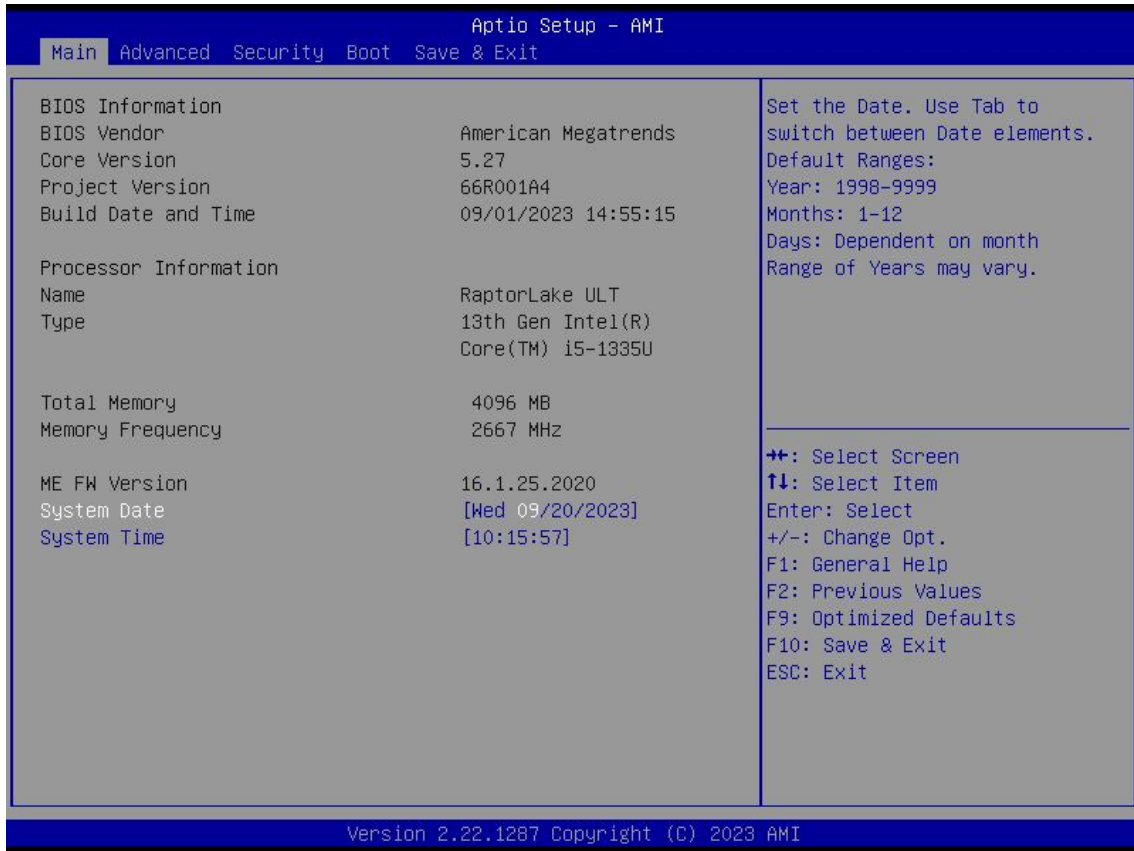 Aptio Setup – AMI
Main Advanced Security Boot Save & Exit
BIOS Information
BIOS Vendor American Megatrends
Core Version 5.27
Project Version 66R001A4
Build Date and Time 09/01/2023 14:55:15
Processor Information
Name RaptorLake ULT
Type 13th Gen Intel(R)
Core(TM) i5-1335U
Total Memory 4096 MB
Memory Frequency 2667 MHz
ME FW Version 16.1.25.2020
System Date [Wed 09/20/2023]
System Time [10:15:57]
Set the Date. Use Tab to
switch between Date elements.
Default Ranges:
Year: 1998-9999
Months: 1-12
Days: Dependent on month
Range of Years may vary.
→←: Select Screen
↑↓: Select Item
Enter: Select
+/-: Change Opt.
F1: General Help
F2: Previous Values
F9: Optimized Defaults
F10: Save & Exit
ESC: Exit
Version 2.22.1287 Copyright (C) 2023 AMI